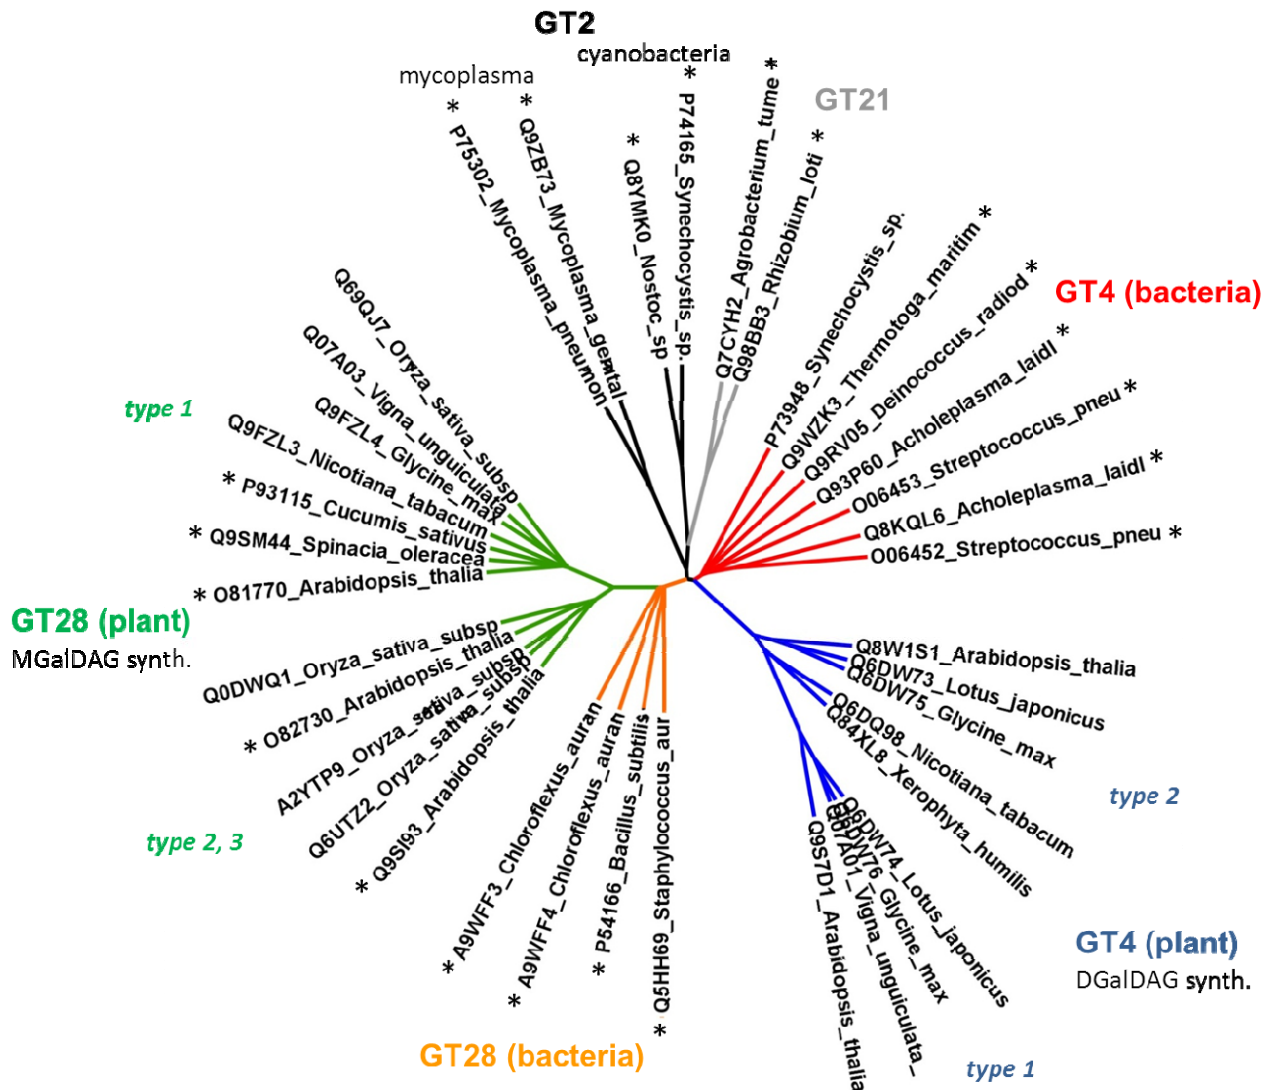 GT2
cyanobacteria
mycoplasma
GT21
* P75302_Mycoplasma_pneumon
* Q9ZB73_Mycoplasma_genital
* Q8YMK0_Nostoc_sp
* P74165_Synechocystis_sp.
Q7CYH2_Agrobacterium_tume *
Q98BB3_Rhizobium_loti *
P73948_Synechocystis_sp.
Q9WZK3_Thermotoga_maritim *
Q9RV05_Deinococcus_radiod *
GT4 (bacteria)
Q93P60_Acholeplasma_laidl *
O06453_Streptococcus_pneu *
Q8KQL6_Acholeplasma_laidl *
O06452_Streptococcus_pneu *
Q8W1S1_Arabidopsis_thalia
Q6DW73_Lotus_japonicus
Q6DW75_Glycine_max
Q6DQ98_Nicotiana_tabacum
Q84XL8_Xerophyta_humilis
type 2
Q6DW74_Lotus_japonicus
Q6DW76_Glycine_max
Q07A01_Vigna_unguiculata_
Q9S7D1_Arabidopsis_thalia
GT4 (plant)
DGalDAG synth.
type 1
* Q5HH69_Staphylococcus_aur
* P54166_Bacillus_subtilis
* A9WFF4_Chloroflexus_auran
* A9WFF3_Chloroflexus_auran
GT28 (bacteria)
* Q9SI93_Arabidopsis_thalia
Q6UTZ2_Oryza_sativa_subsp
A2YTP9_Oryza_sativa_subsp
* O82730_Arabidopsis_thalia
Q0DWQ1_Oryza_sativa_subsp
type 2, 3
GT28 (plant)
MGalDAG synth.
* O81770_Arabidopsis_thalia
* Q9SM44_Spinacia_oleracea
* P93115_Cucumis_sativus
Q9FZL3_Nicotiana_tabacum
Q9FZL4_Glycine_max
Q07A03_Vigna_unguiculata
Q69QJ7_Oryza_sativa_subsp
type 1